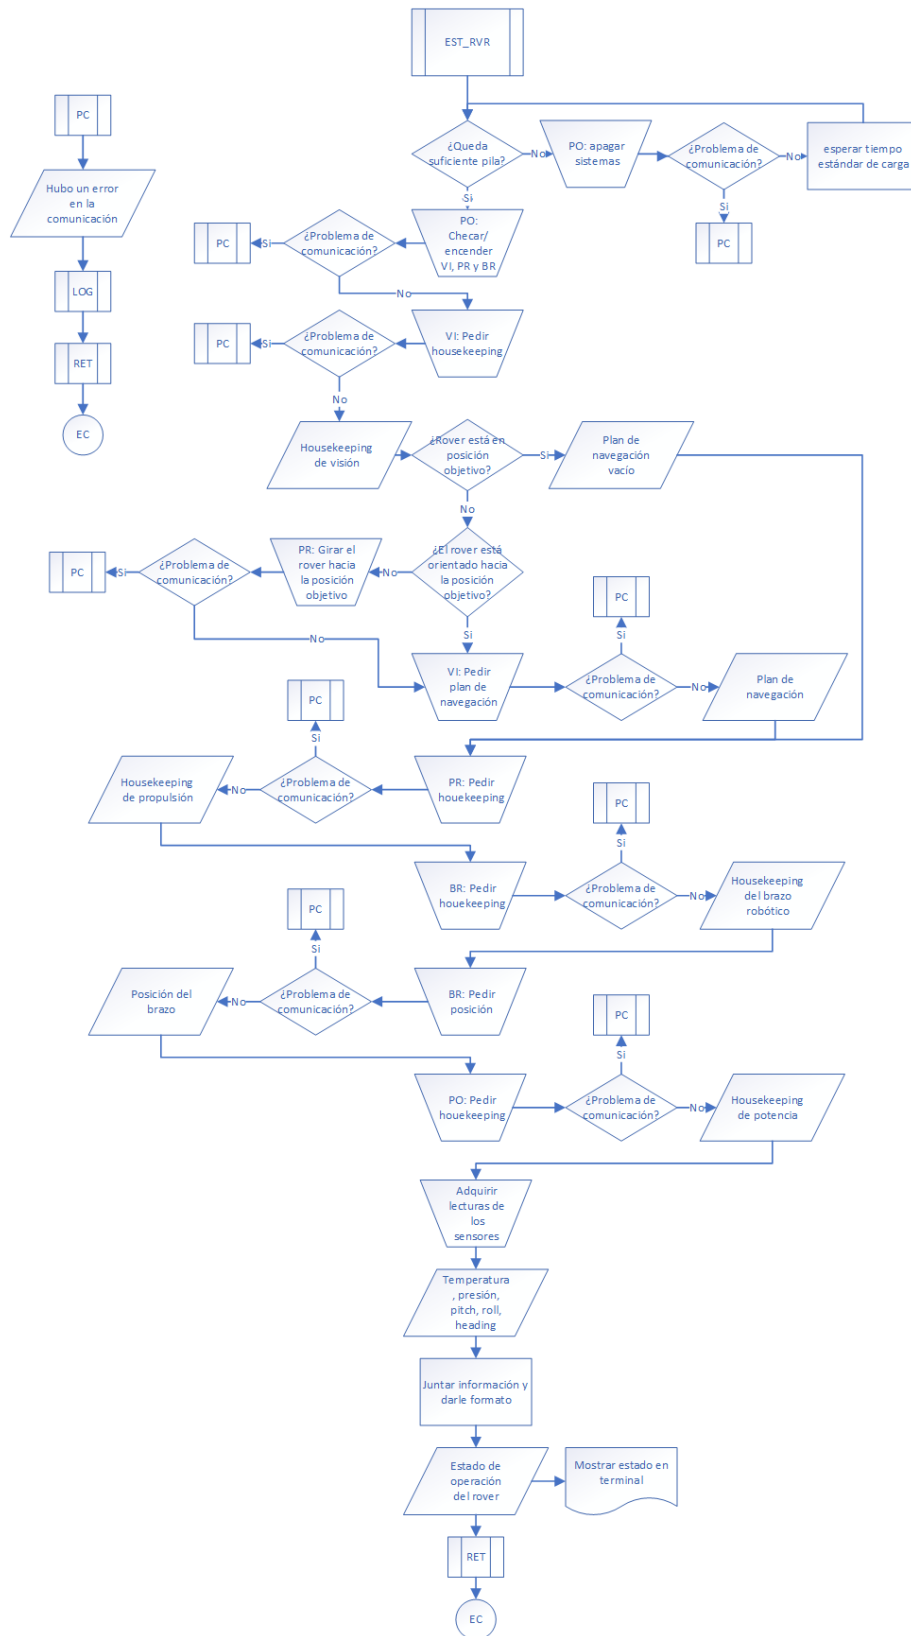 EST_RVR
PC
¿Queda
suficiente pila?
No
PO: apagar
sistemas
¿Problema de
comunicación?
No
esperar tiempo
estándar de carga
Hubo un error
en la
comunicación
Si
Si
PC
PO:
Checar/
encender
VI, PR y BR
¿Problema de
comunicación?
Si
PC
LOG
No
VI: Pedir
housekeeping
¿Problema de
comunicación?
Si
PC
RET
No
EC
Housekeeping
de visión
¿Rover está en
posición
objetivo?
Si
Plan de
navegación
vacío
No
¿El rover está
orientado hacia
la posición
objetivo?
No
PR: Girar el
rover hacia
la posición
objetivo
¿Problema de
comunicación?
Si
PC
PC
Si
No
Si
VI: Pedir
plan de
navegación
¿Problema de
comunicación?
No
Plan de
navegación
PC
Si
PR: Pedir
houekeeping
¿Problema de
comunicación?
No
Housekeeping
de propulsión
PC
Si
BR: Pedir
houekeeping
¿Problema de
comunicación?
No
Housekeeping
del brazo
robótico
PC
Si
BR: Pedir
posición
¿Problema de
comunicación?
No
Posición del
brazo
PC
Si
PO: Pedir
houekeeping
¿Problema de
comunicación?
No
Housekeeping
de potencia
Adquirir
lecturas de
los
sensores
Temperatura
, presión,
pitch, roll,
heading
Juntar información y
darle formato
Estado de
operación
del rover
Mostrar estado en
terminal
RET
EC